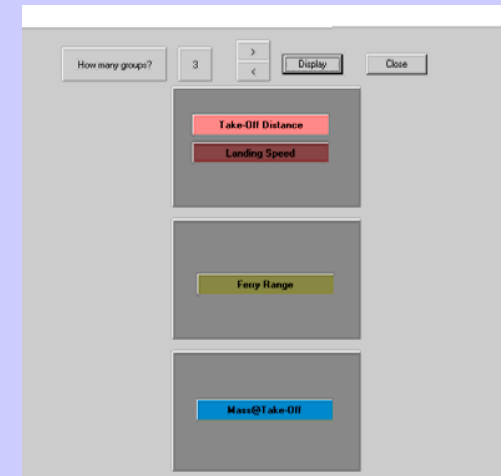 How many groups? 3 > < Display Close
Take-Off Distance
Landing Speed
Ferry Range
Mass@Take-Off